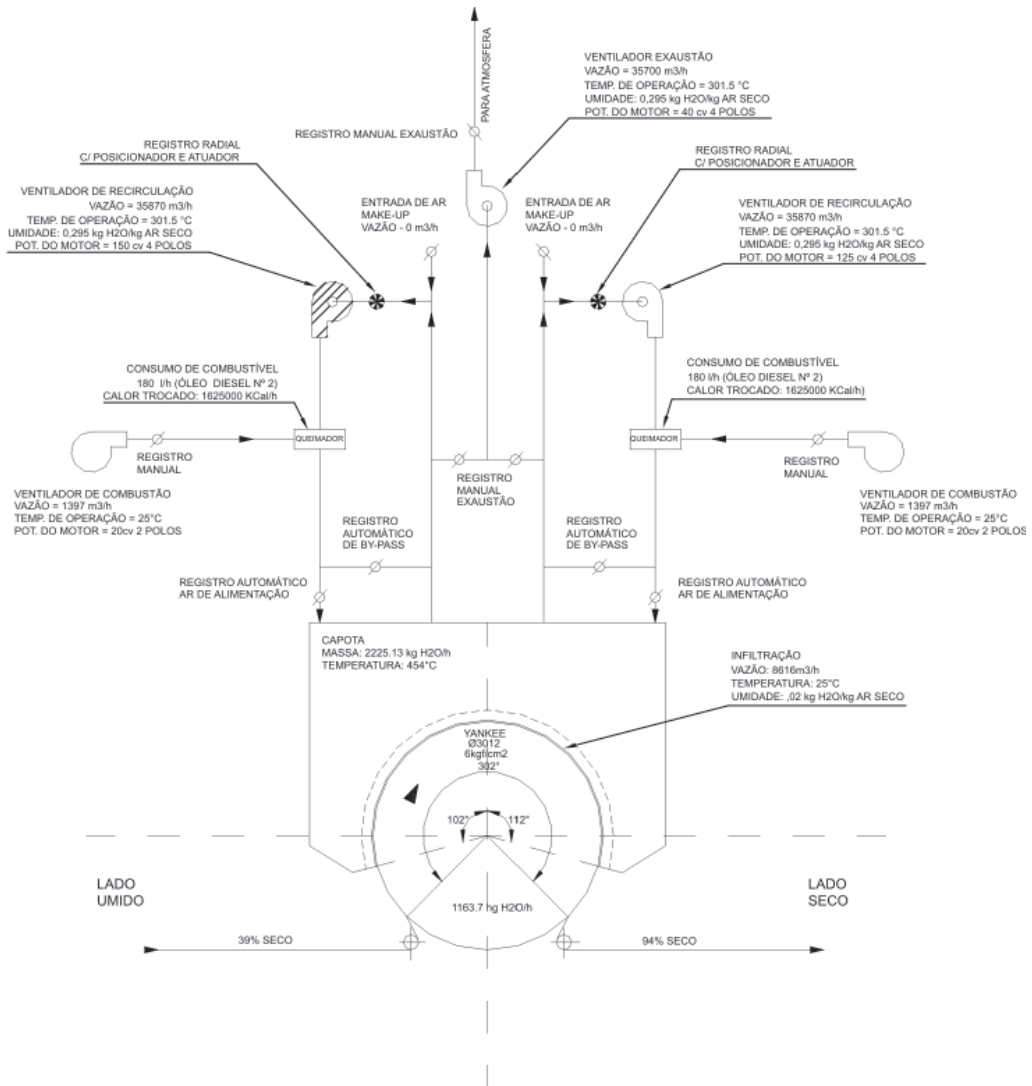 PARA ATMOSFERA
VENTILADOR EXAUSTÃO
VAZÃO = 35700 m3/h
TEMP. DE OPERAÇÃO = 301.5 °C
UMIDADE: 0,295 kg H2O/kg AR SECO
POT. DO MOTOR = 40 cv 4 POLOS
REGISTRO MANUAL EXAUSTÃO
REGISTRO RADIAL
C/ POSICIONADOR E ATUADOR
REGISTRO RADIAL
C/ POSICIONADOR E ATUADOR
VENTILADOR DE RECIRCULAÇÃO
VAZÃO = 35870 m3/h
TEMP. DE OPERAÇÃO = 301.5 °C
UMIDADE: 0,295 kg H2O/kg AR SECO
POT. DO MOTOR = 150 cv 4 POLOS
ENTRADA DE AR
MAKE-UP
VAZÃO - 0 m3/h
ENTRADA DE AR
MAKE-UP
VAZÃO - 0 m3/h
VENTILADOR DE RECIRCULAÇÃO
VAZÃO = 35870 m3/h
TEMP. DE OPERAÇÃO = 301.5 °C
UMIDADE: 0,295 kg H2O/kg AR SECO
POT. DO MOTOR = 125 cv 4 POLOS
CONSUMO DE COMBUSTÍVEL
180 l/h (ÓLEO DIESEL Nº 2)
CALOR TROCADO: 1625000 KCal/h
CONSUMO DE COMBUSTÍVEL
180 l/h (ÓLEO DIESEL Nº 2)
CALOR TROCADO: 1625000 KCal/h)
QUEIMADOR
QUEIMADOR
REGISTRO
MANUAL
REGISTRO
MANUAL
EXAUSTÃO
REGISTRO
MANUAL
VENTILADOR DE COMBUSTÃO
VAZÃO = 1397 m3/h
TEMP. DE OPERAÇÃO = 25°C
POT. DO MOTOR = 20cv 2 POLOS
VENTILADOR DE COMBUSTÃO
VAZÃO = 1397 m3/h
TEMP. DE OPERAÇÃO = 25°C
POT. DO MOTOR = 20cv 2 POLOS
REGISTRO
AUTOMÁTICO
DE BY-PASS
REGISTRO
AUTOMÁTICO
DE BY-PASS
REGISTRO AUTOMÁTICO
AR DE ALIMENTAÇÃO
REGISTRO AUTOMÁTICO
AR DE ALIMENTAÇÃO
CAPOTA
MASSA: 2225.13 kg H2O/h
TEMPERATURA: 454°C
INFILTRAÇÃO
VAZÃO: 8616m3/h
TEMPERATURA: 25°C
UMIDADE: ,02 kg H2O/kg AR SECO
YANKEE
Ø3012
6kgf/cm2
302°
102° 112°
LADO
UMIDO
LADO
SECO
1163.7 hg H2O/h
39% SECO
94% SECO